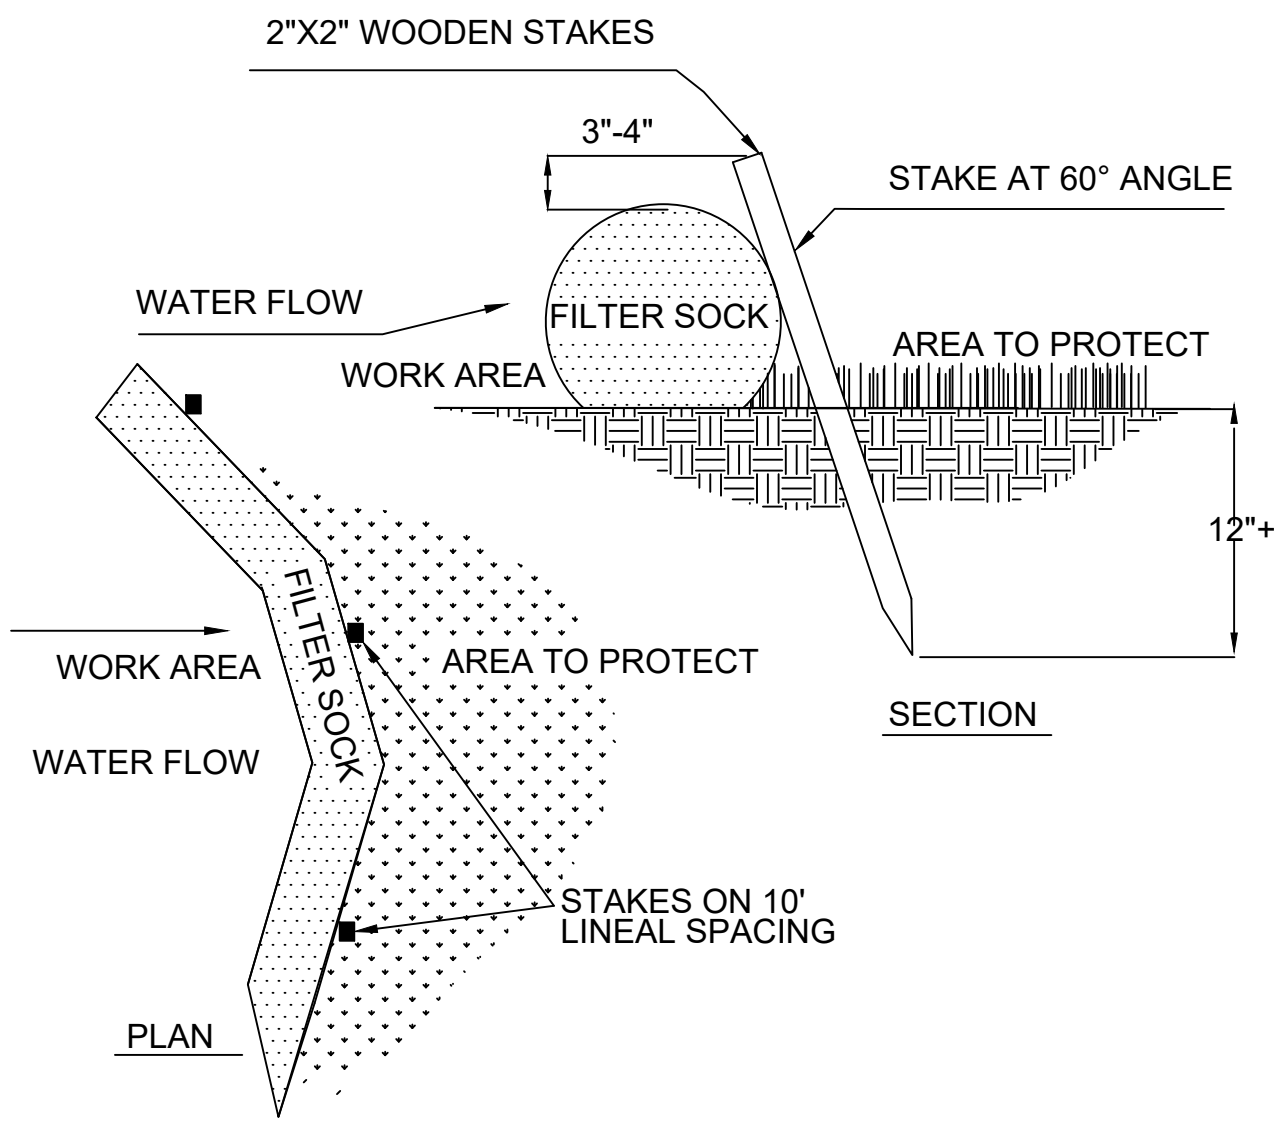 2"X2" WOODEN STAKES
3"-4"
STAKE AT 60° ANGLE
WATER FLOW
FILTER SOCK
AREA TO PROTECT
WORK AREA
12"+
SECTION
FILTER SOCK
WORK AREA
AREA TO PROTECT
WATER FLOW
STAKES ON 10'
LINEAL SPACING
PLAN